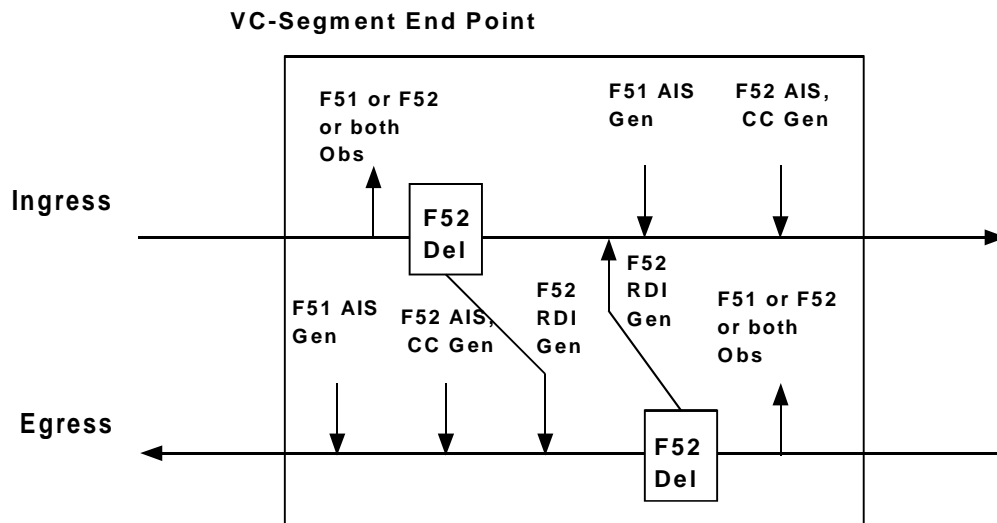 VC-Segment End Point
F51 or F52
or both
Obs
F51 AIS
Gen
F52 AIS,
CC Gen
Ingress
F52
Del
F51 AIS
Gen
F52 AIS,
CC Gen
F52
RDI
Gen
F52
RDI
Gen
F51 or F52
or both
Obs
Egress
F52
Del